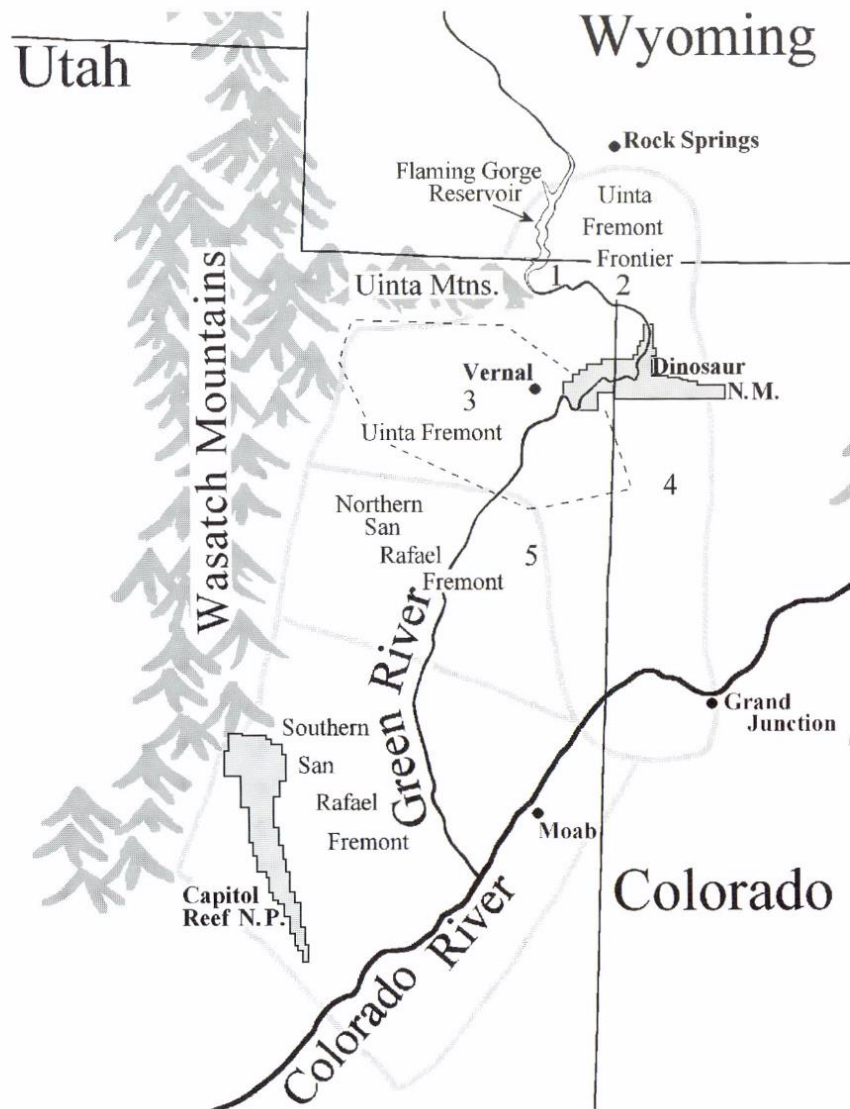 Wyoming
Utah
Rock Springs
Flaming Gorge
Reservoir
Uinta
Fremont
Frontier
Uinta Mtns.
1
2
Wasatch Mountains
Vernal
Dinosaur
N.M.
3
Uinta Fremont
4
Northern
San
Rafael
Fremont
5
Green River
Grand
Junction
Southern
San
Rafael
Fremont
Moab
Capitol
Reef N.P.
Colorado
Colorado River